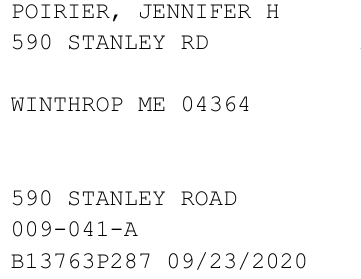 POIRIER, JENNIFER H
590 STANLEY RD
WINTHROP ME 04364
590 STANLEY ROAD
009-041-A
B13763P287 09/23/2020